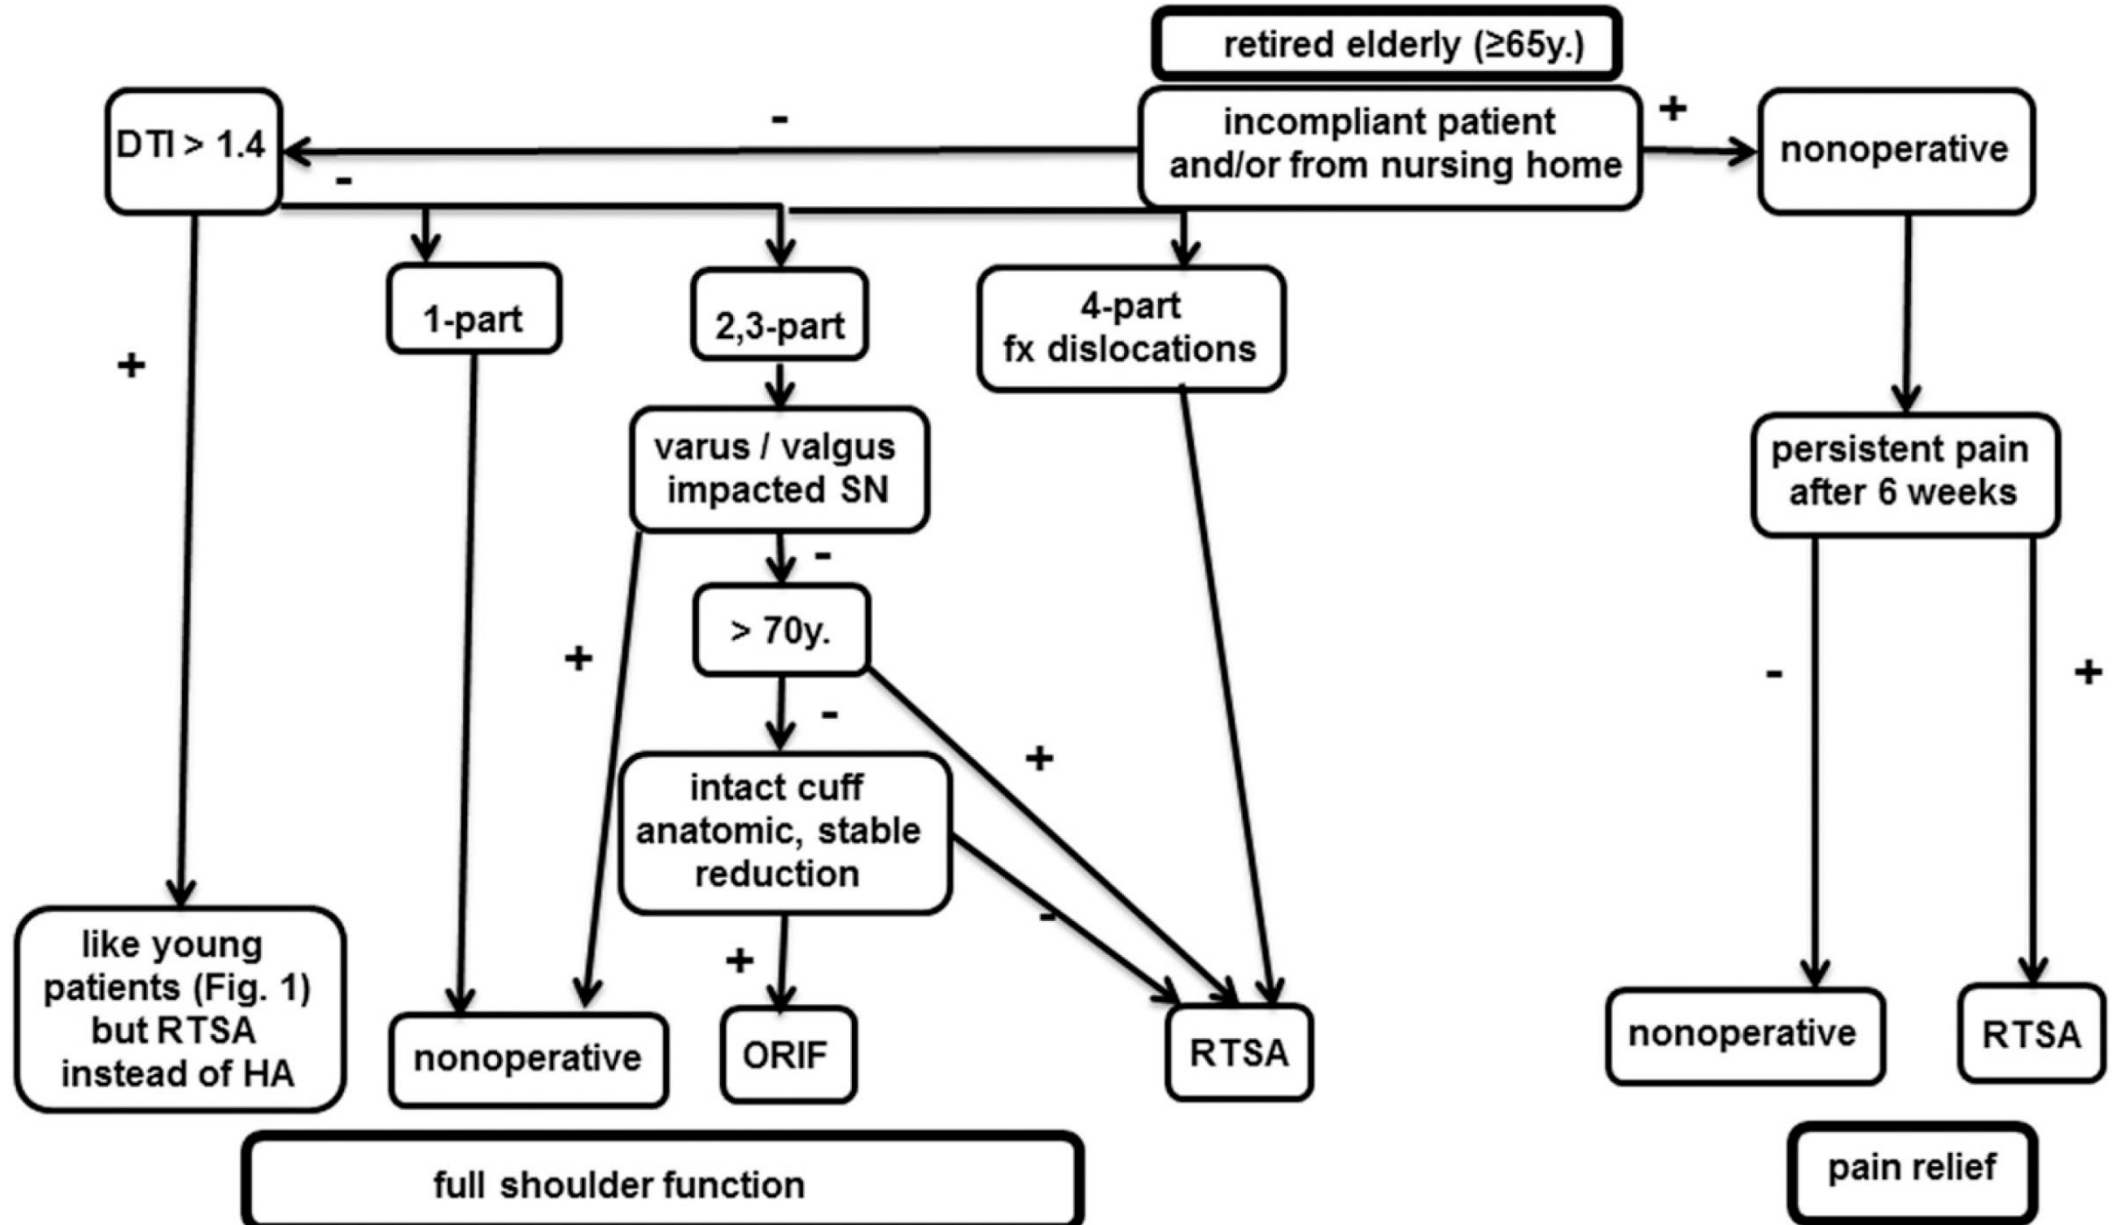 retired elderly (≥65y.)
incompliant patient
and/or from nursing home
+
nonoperative
-
DTI > 1.4
-
1-part
2,3-part
4-part
fx dislocations
+
varus / valgus
impacted SN
persistent pain
after 6 weeks
-
> 70y.
+
-
+
-
+
intact cuff
anatomic, stable
reduction
-
+
like young
patients (Fig. 1)
but RTSA
instead of HA
nonoperative
ORIF
RTSA
nonoperative
RTSA
full shoulder function
pain relief